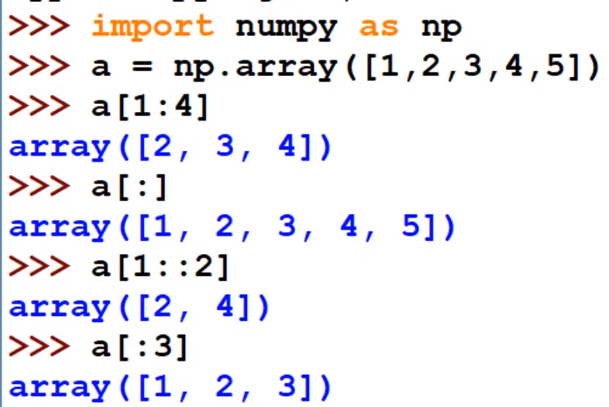 >>> import numpy as np
>>> a = np.array([1,2,3,4,5])
>>> a[1:4]
array([2, 3, 4])
>>> a[:]
array([1, 2, 3, 4, 5])
>>> a[1::2]
array([2, 4])
>>> a[:3]
array([1, 2, 3])